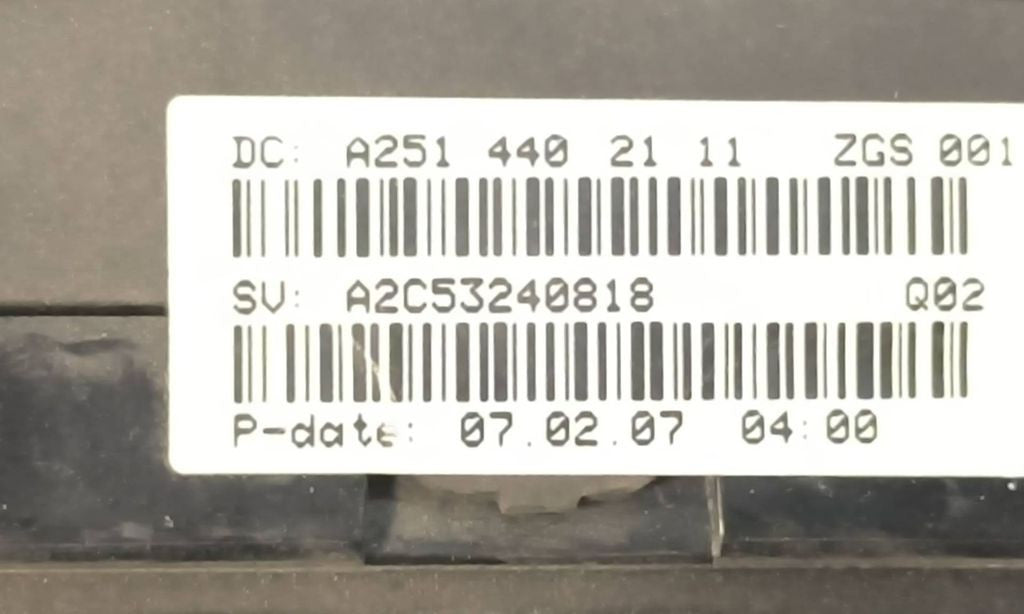 DC: A251 440 21 11 ZGS 001
SV: A2C53240818 Q02
P-date: 07.02.07 04:00